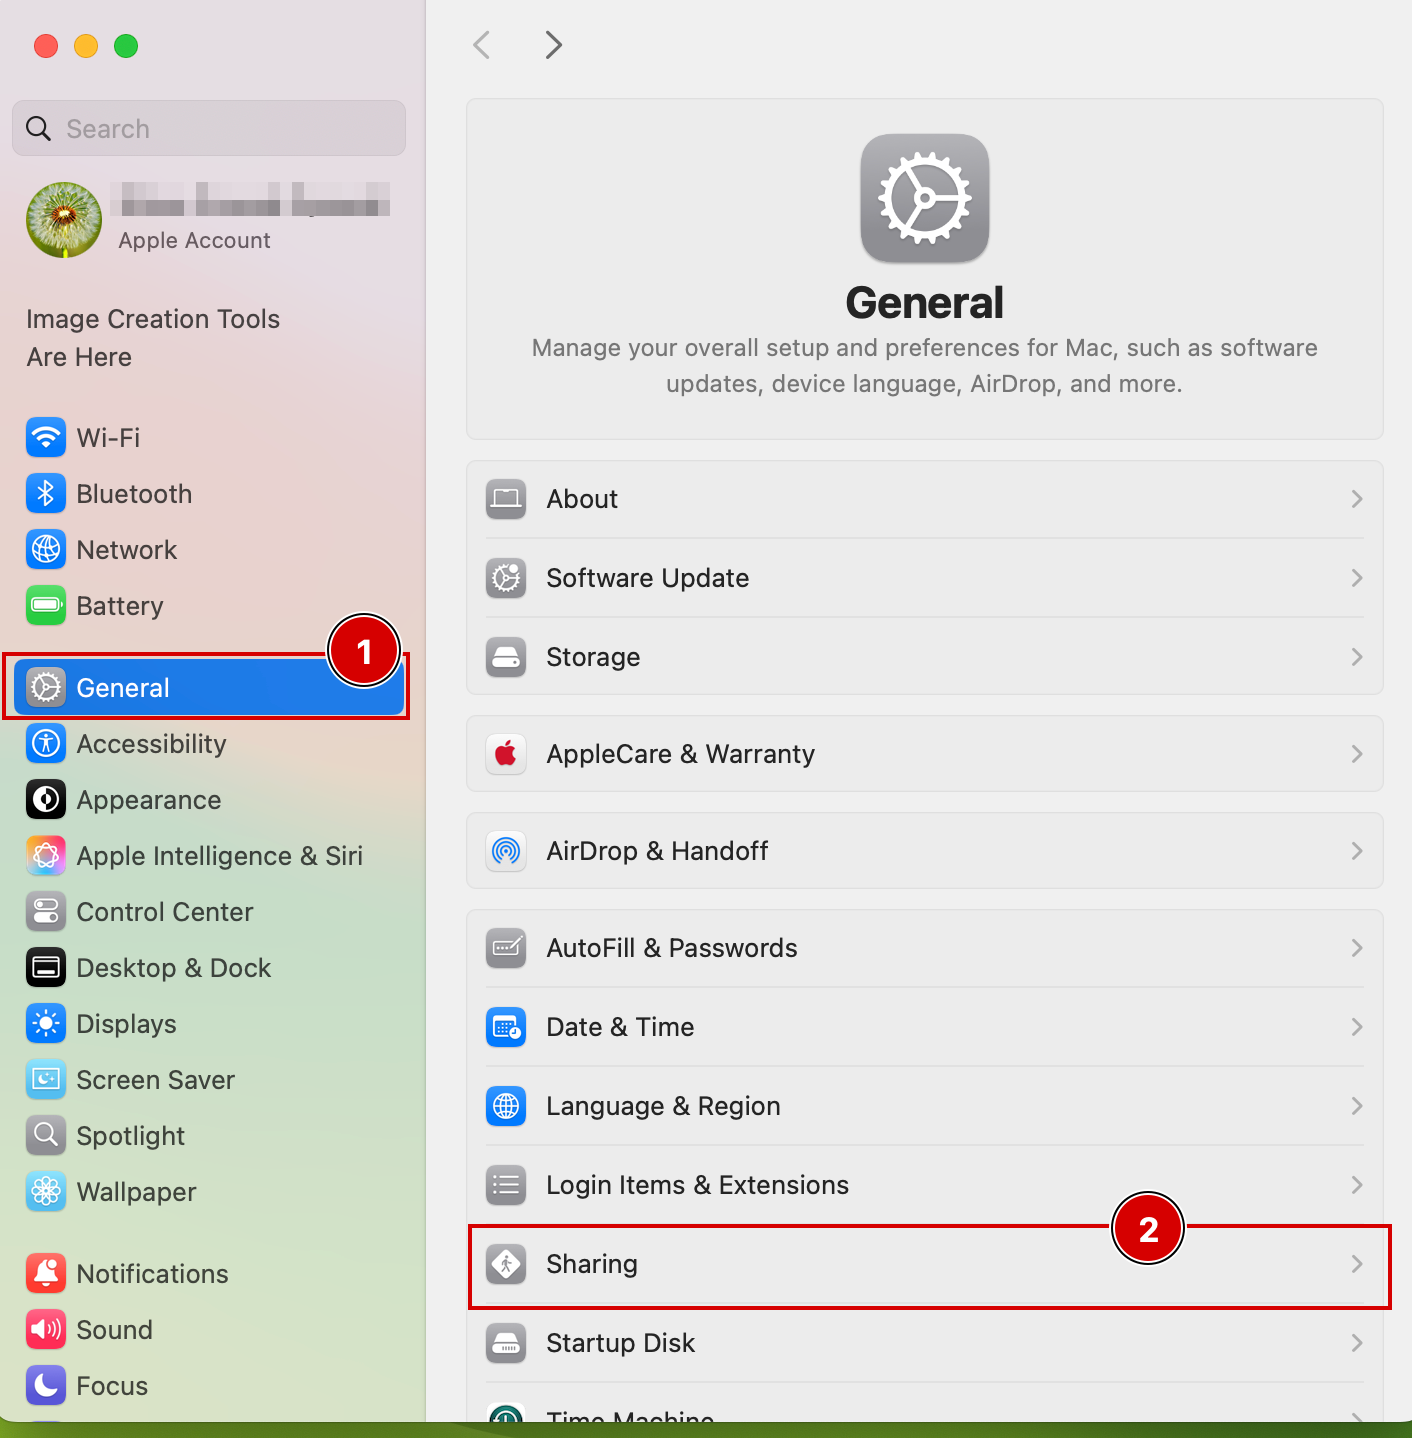 Search
Apple Account
Image Creation Tools
Are Here
Wi-Fi
Bluetooth
Network
Battery
1
General
Accessibility
Appearance
Apple Intelligence & Siri
Control Center
Desktop & Dock
Displays
Screen Saver
Spotlight
Wallpaper
Notifications
Sound
Focus
General
Manage your overall setup and preferences for Mac, such as software
updates, device language, AirDrop, and more.
About
Software Update
Storage
AppleCare & Warranty
AirDrop & Handoff
AutoFill & Passwords
Date & Time
Language & Region
Login Items & Extensions
2
Sharing
Startup Disk
Time Machine